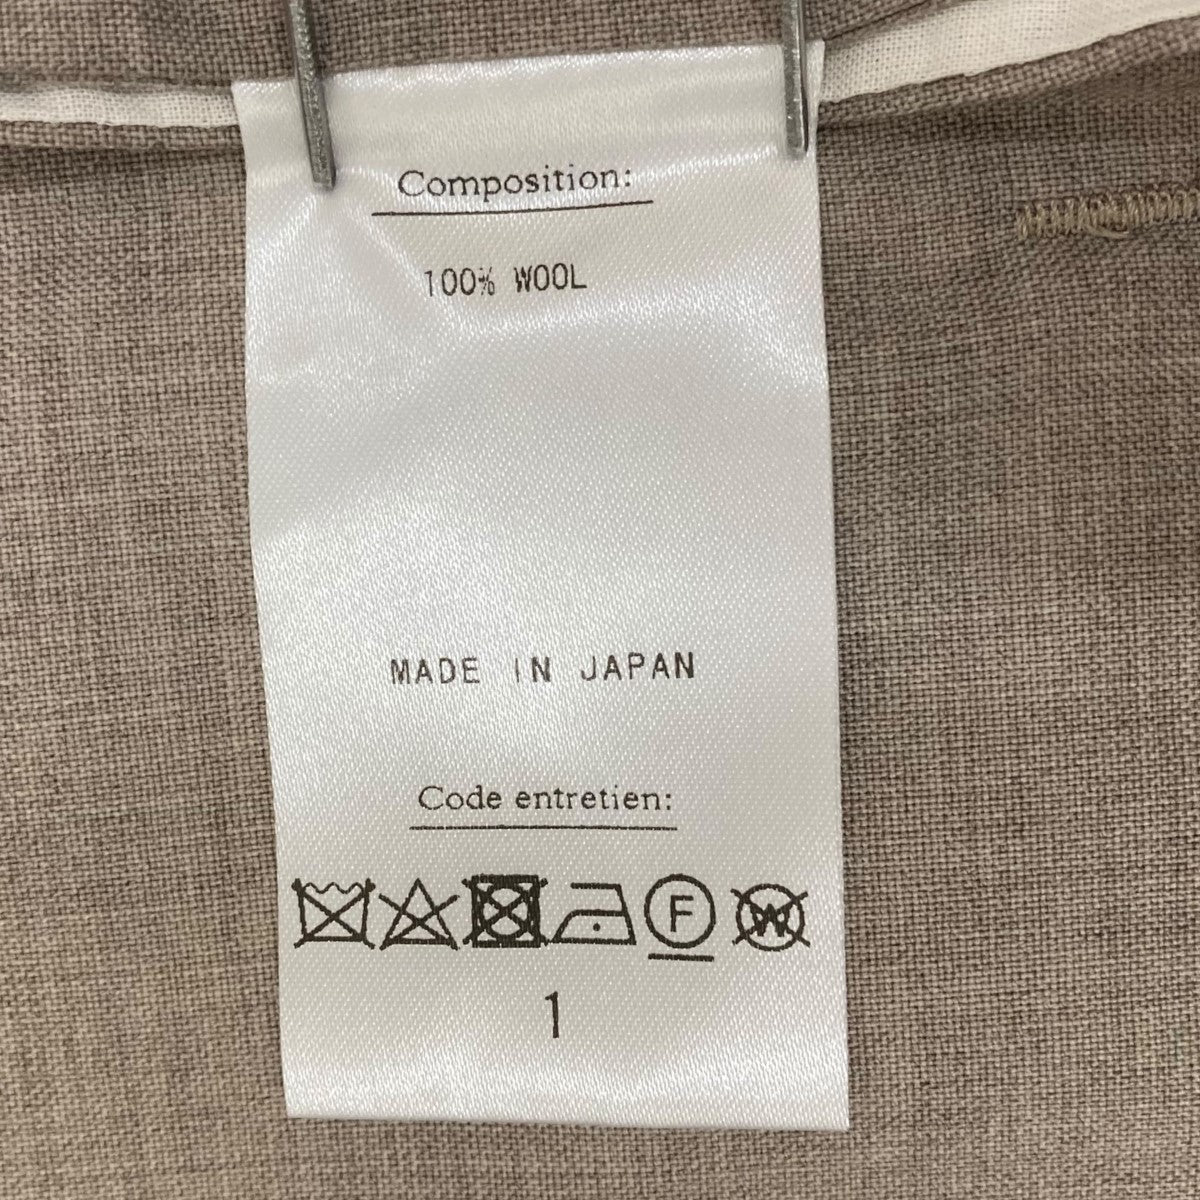 Composition:
100% WOOL
MADE IN JAPAN
Code entretien:
F W
1